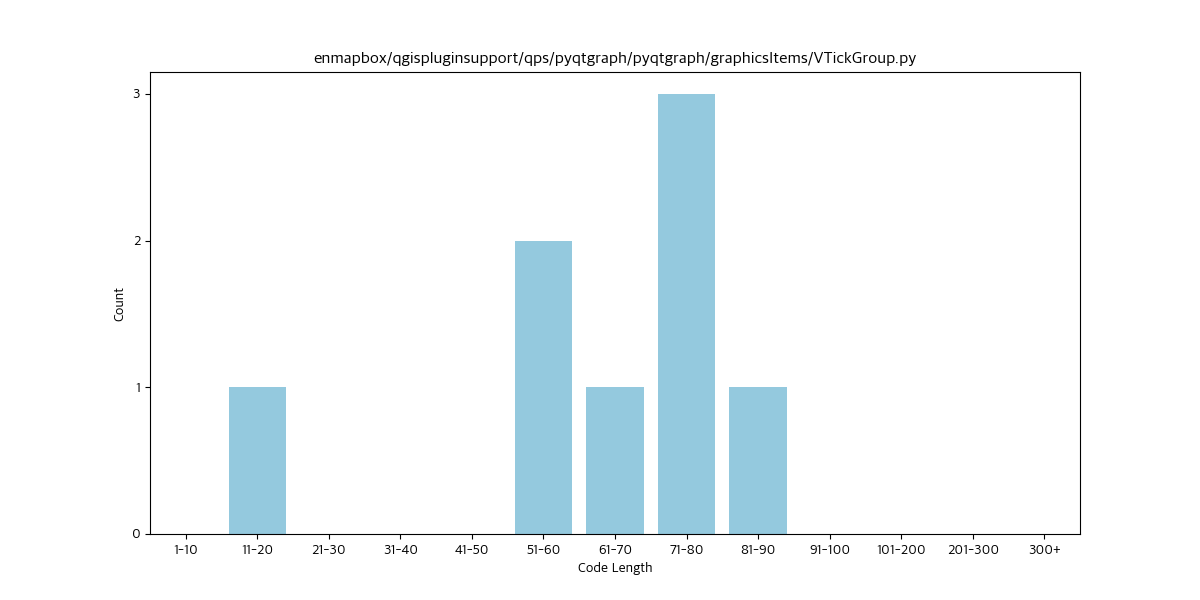 enmapbox/qgispluginsupport/qps/pyqtgraph/pyqtgraph/graphicsItems/VTickGroup.py
3
2
1
0
Count
1-10 11-20 21-30 31-40 41-50 51-60 61-70 71-80 81-90 91-100 101-200 201-300 300+
Code Length